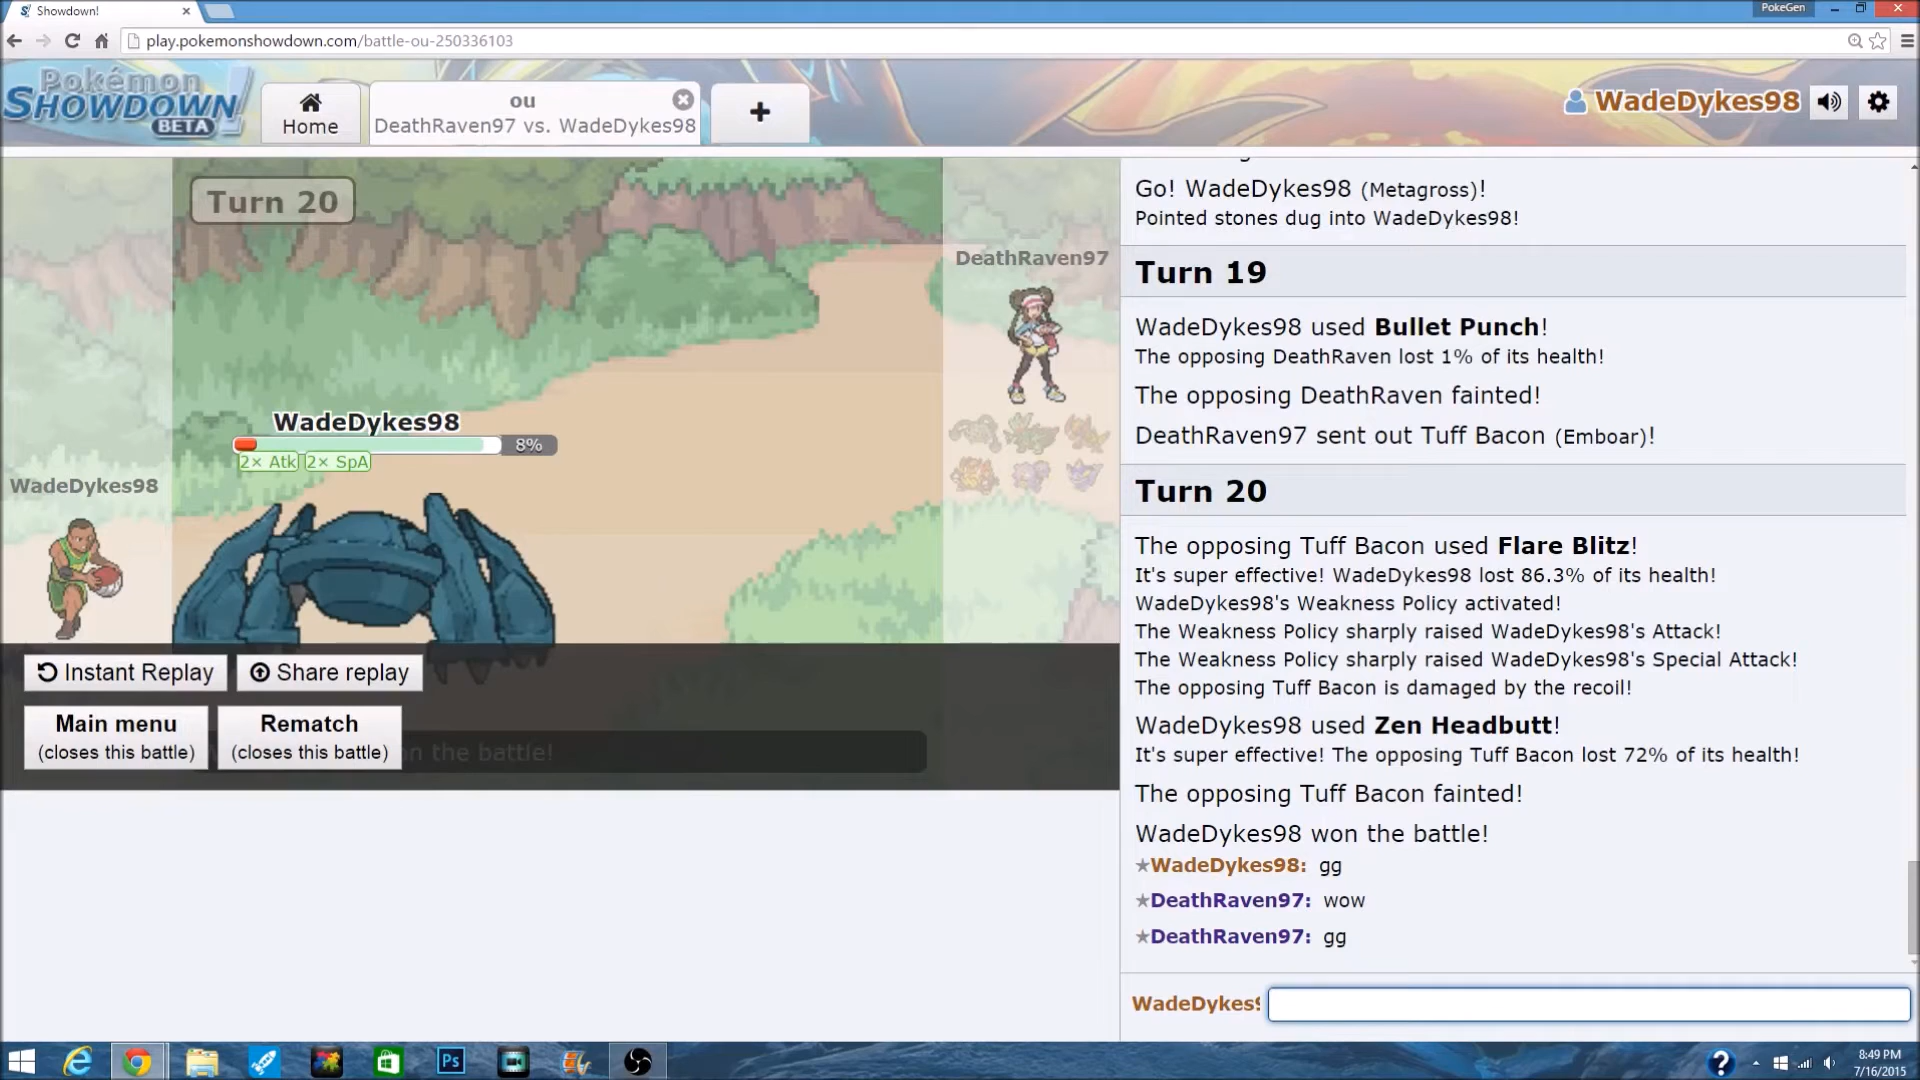 Showdown!
PokeGen
play.pokemonshowdown.com/battle-ou-250336103
Pokémon
SHOWDOWN!
BETA
Home
ou
DeathRaven97 vs. WadeDykes98
WadeDykes98
Turn 20
DeathRaven97
WadeDykes98
8%
2× Atk 2× SpA
WadeDykes98
Instant Replay
Share replay
Main menu
(closes this battle)
Rematch
(closes this battle)
on the battle!
Go! WadeDykes98 (Metagross)!
Pointed stones dug into WadeDykes98!
Turn 19
WadeDykes98 used Bullet Punch!
The opposing DeathRaven lost 1% of its health!
The opposing DeathRaven fainted!
DeathRaven97 sent out Tuff Bacon (Emboar)!
Turn 20
The opposing Tuff Bacon used Flare Blitz!
It's super effective! WadeDykes98 lost 86.3% of its health!
WadeDykes98's Weakness Policy activated!
The Weakness Policy sharply raised WadeDykes98's Attack!
The Weakness Policy sharply raised WadeDykes98's Special Attack!
The opposing Tuff Bacon is damaged by the recoil!
WadeDykes98 used Zen Headbutt!
It's super effective! The opposing Tuff Bacon lost 72% of its health!
The opposing Tuff Bacon fainted!
WadeDykes98 won the battle!
★WadeDykes98: gg
★DeathRaven97: wow
★DeathRaven97: gg
WadeDykes9
Ps
8:49 PM
7/16/2015